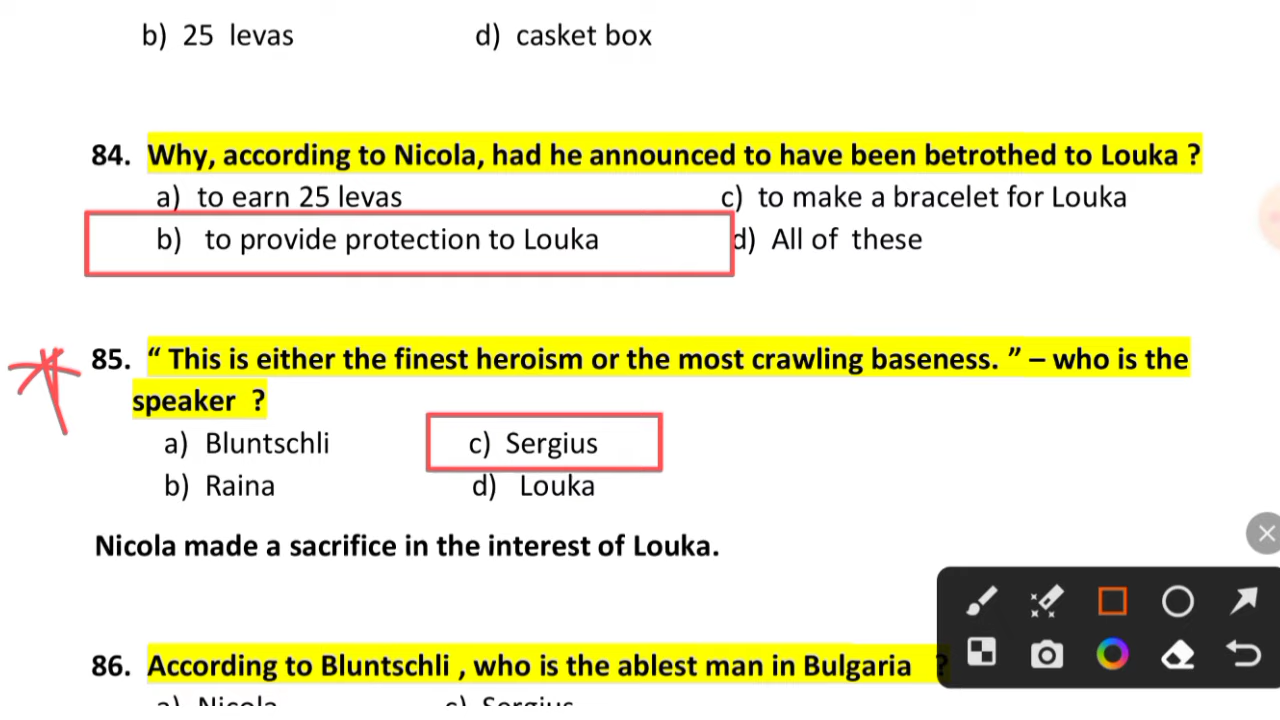 b) 25 levas d) casket box
84. Why, according to Nicola, had he announced to have been betrothed to Louka ?
a) to earn 25 levas c) to make a bracelet for Louka
b) to provide protection to Louka d) All of these
85. “ This is either the finest heroism or the most crawling baseness. ” – who is the
speaker ?
a) Bluntschli c) Sergius
b) Raina d) Louka
Nicola made a sacrifice in the interest of Louka.
86. According to Bluntschli , who is the ablest man in Bulgaria ?
a) Nicola c) Sergius